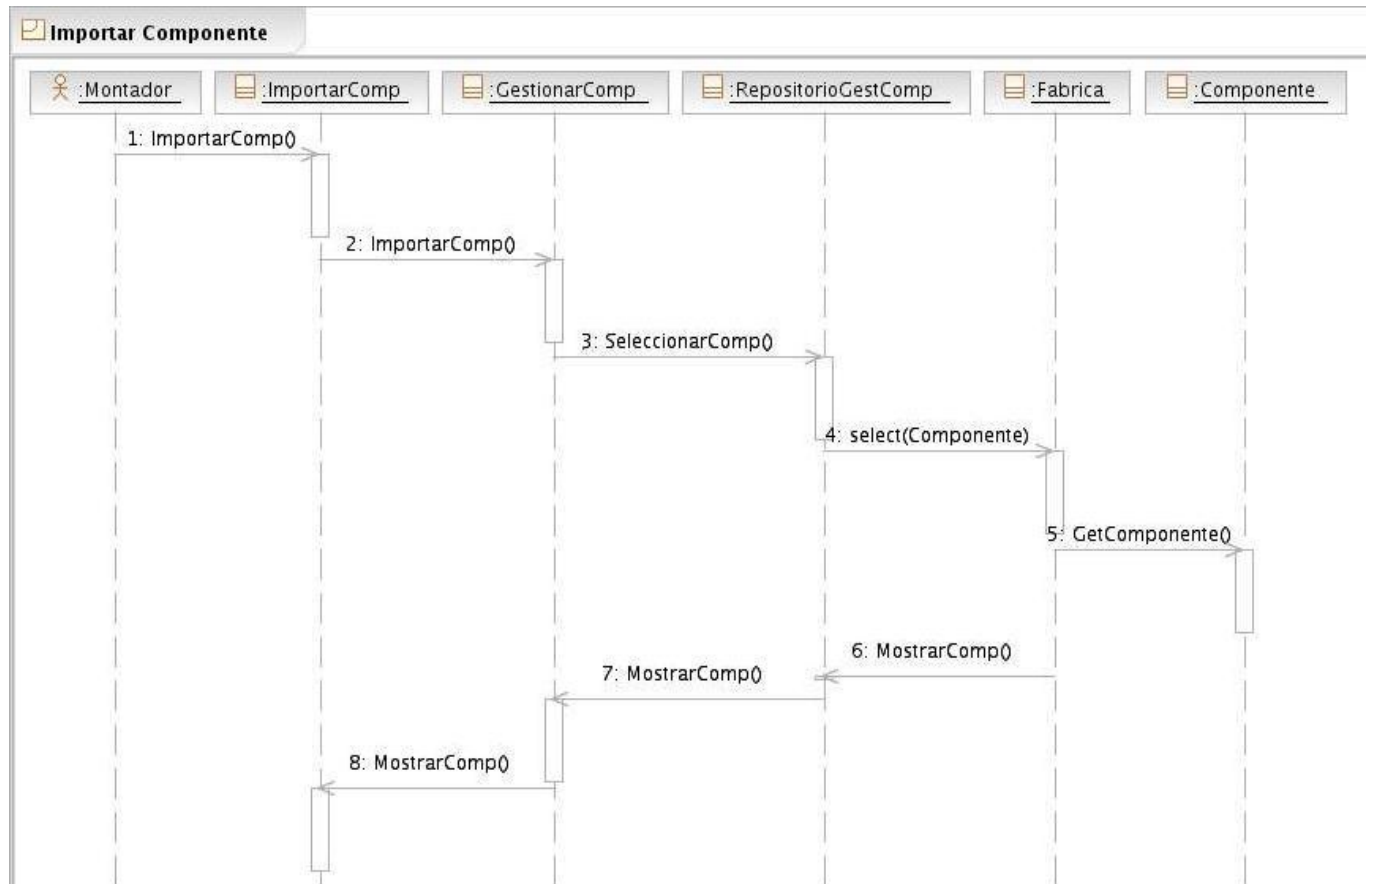 Importar Componente
:Montador
:ImportarComp
:GestionarComp
:RepositorioGestComp
:Fabrica
:Componente
1: ImportarComp()
2: ImportarComp()
3: SeleccionarComp()
4: select(Componente)
5: GetComponente()
6: MostrarComp()
7: MostrarComp()
8: MostrarComp()